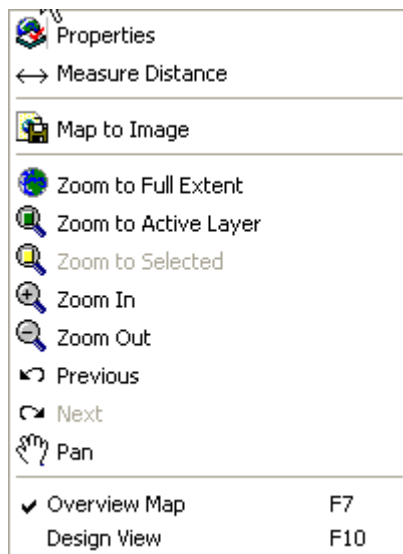 Properties
Measure Distance
Map to Image
Zoom to Full Extent
Zoom to Active Layer
Zoom to Selected
Zoom In
Zoom Out
Previous
Next
Pan
Overview Map F7
Design View F10